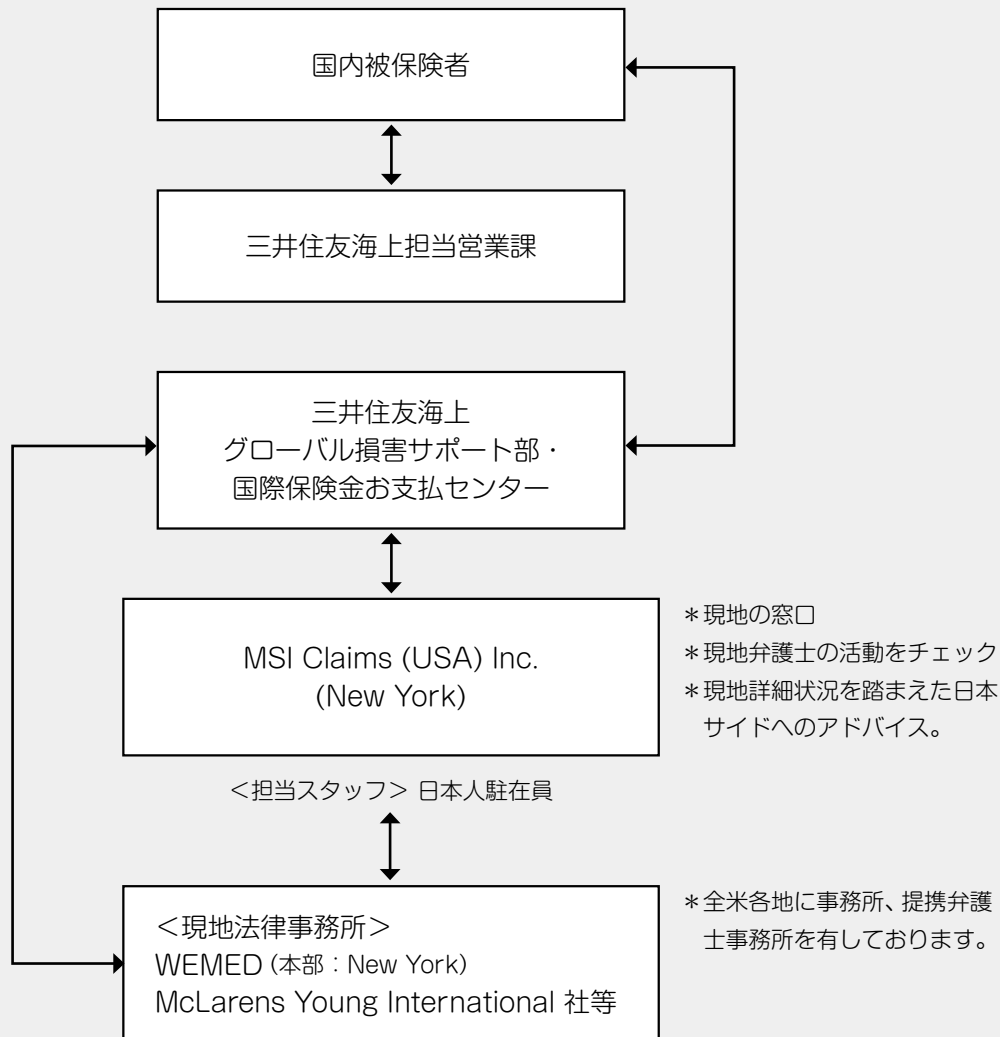 国内被保険者
三井住友海上担当営業課
三井住友海上
グローバル損害サポート部・
国際保険金お支払センター
MSI Claims (USA) Inc.
(New York)
＊現地の窓口
＊現地弁護士の活動をチェック
＊現地詳細状況を踏まえた日本
サイドへのアドバイス。
＜担当スタッフ＞ 日本人駐在員
＜現地法律事務所＞
WEMED (本部：New York)
McLarens Young International 社等
＊全米各地に事務所、提携弁護
士事務所を有しております。